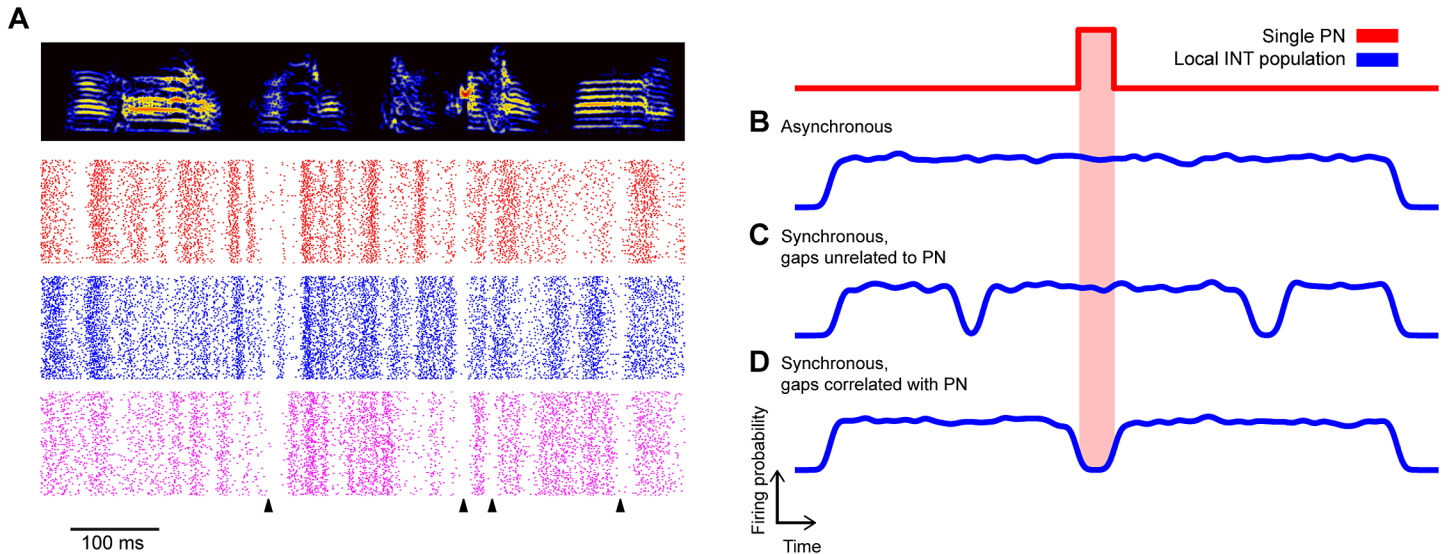 A
100 ms
Single PN
Local INT population
B
Asynchronous
C
Synchronous,
gaps unrelated to PN
D
Synchronous,
gaps correlated with PN
Firing probability
Time